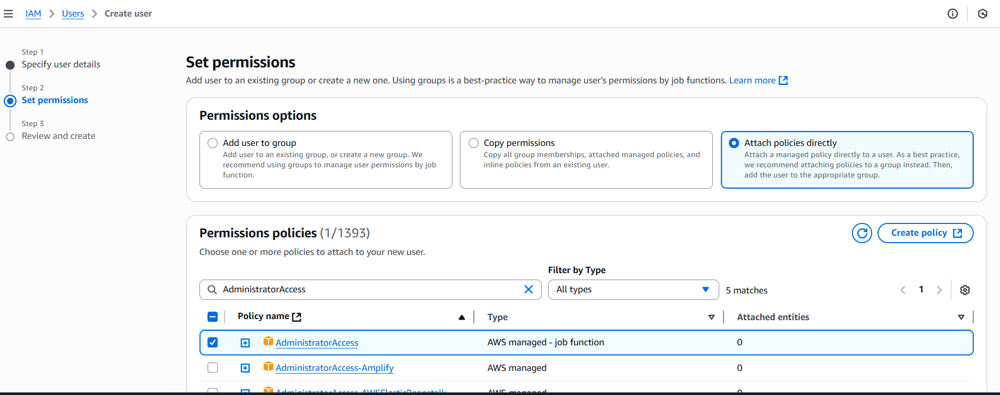 IAM > Users > Create user
Step 1
Specify user details
Step 2
Set permissions
Step 3
Review and create
Set permissions
Add user to an existing group or create a new one. Using groups is a best-practice way to manage user's permissions by job functions. Learn more
Permissions options
Add user to group
Add user to an existing group, or create a new group. We
recommend using groups to manage user permissions by job
function.
Copy permissions
Copy all group memberships, attached managed policies, and
inline policies from an existing user.
Attach policies directly
Attach a managed policy directly to a user. As a best practice,
we recommend attaching policies to a group instead. Then,
add the user to the appropriate group.
Permissions policies (1/1393)
Create policy
Choose one or more policies to attach to your new user.
Filter by Type
AdministratorAccess
All types
5 matches
1
Policy name
Type
Attached entities
AdministratorAccess
AWS managed - job function
0
AdministratorAccess-Amplify
AWS managed
0
AdministratorAccess-AWSElasticBeanstalk
AWS managed
0